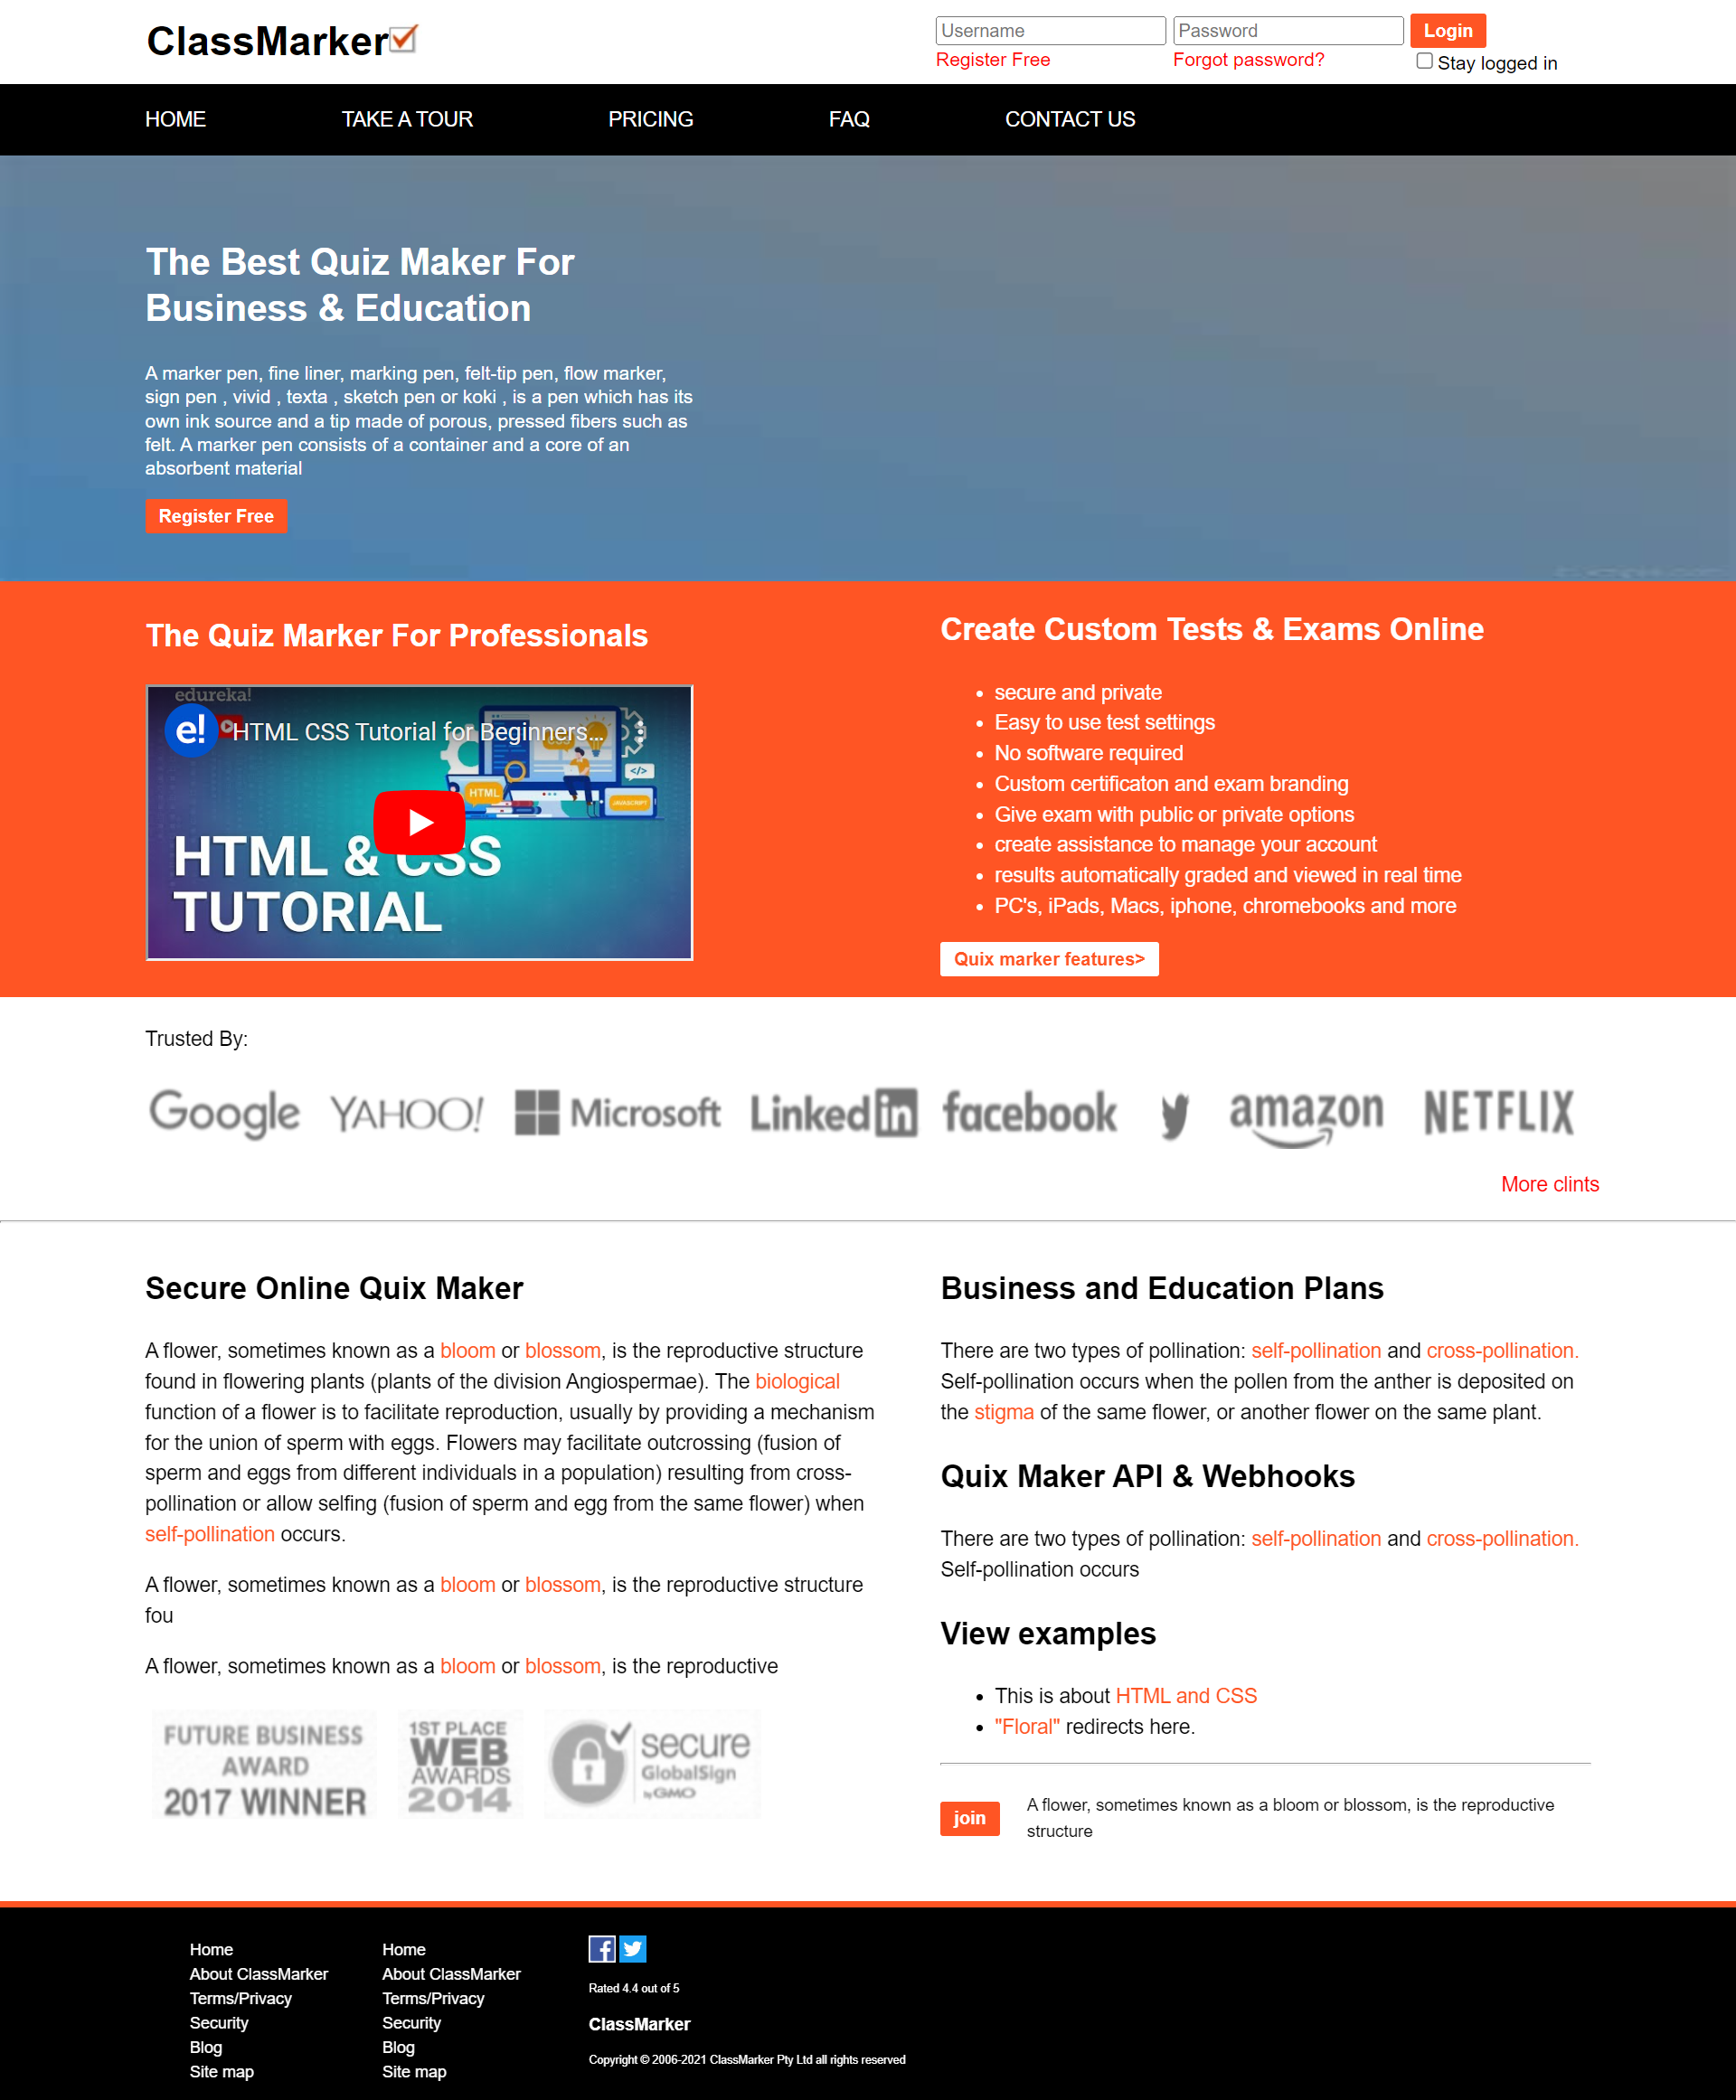 ClassMarker
Username
Password
Login
Register Free
Forgot password?
Stay logged in
HOME
TAKE A TOUR
PRICING
FAQ
CONTACT US
The Best Quiz Maker For
Business & Education
A marker pen, fine liner, marking pen, felt-tip pen, flow marker,
sign pen , vivid , texta , sketch pen or koki , is a pen which has its
own ink source and a tip made of porous, pressed fibers such as
felt. A marker pen consists of a container and a core of an
absorbent material
Register Free
The Quiz Marker For Professionals
edureka!
e!
HTML CSS Tutorial for Beginners...
CSS
</>
HTML
JAVASCRIPT
HTML & CSS
TUTORIAL
Create Custom Tests & Exams Online
• secure and private
• Easy to use test settings
• No software required
• Custom certificaton and exam branding
• Give exam with public or private options
• create assistance to manage your account
• results automatically graded and viewed in real time
• PC's, iPads, Macs, iphone, chromebooks and more
Quix marker features>
Trusted By:
Google
YAHOO!
Microsoft
Linked in
facebook
amazon
NETFLIX
More clints
Secure Online Quix Maker
A flower, sometimes known as a bloom or blossom, is the reproductive structure
found in flowering plants (plants of the division Angiospermae). The biological
function of a flower is to facilitate reproduction, usually by providing a mechanism
for the union of sperm with eggs. Flowers may facilitate outcrossing (fusion of
sperm and eggs from different individuals in a population) resulting from cross-
pollination or allow selfing (fusion of sperm and egg from the same flower) when
self-pollination occurs.
A flower, sometimes known as a bloom or blossom, is the reproductive structure
fou
A flower, sometimes known as a bloom or blossom, is the reproductive
FUTURE BUSINESS
AWARD
2017 WINNER
1ST PLACE
WEB
AWARDS
2014
secure
GlobalSign
by GMO
Business and Education Plans
There are two types of pollination: self-pollination and cross-pollination.
Self-pollination occurs when the pollen from the anther is deposited on
the stigma of the same flower, or another flower on the same plant.
Quix Maker API & Webhooks
There are two types of pollination: self-pollination and cross-pollination.
Self-pollination occurs
View examples
• This is about HTML and CSS
• "Floral" redirects here.
join
A flower, sometimes known as a bloom or blossom, is the reproductive
structure
Home
About ClassMarker
Terms/Privacy
Security
Blog
Site map
Home
About ClassMarker
Terms/Privacy
Security
Blog
Site map
Rated 4.4 out of 5
ClassMarker
Copyright © 2006-2021 ClassMarker Pty Ltd all rights reserved